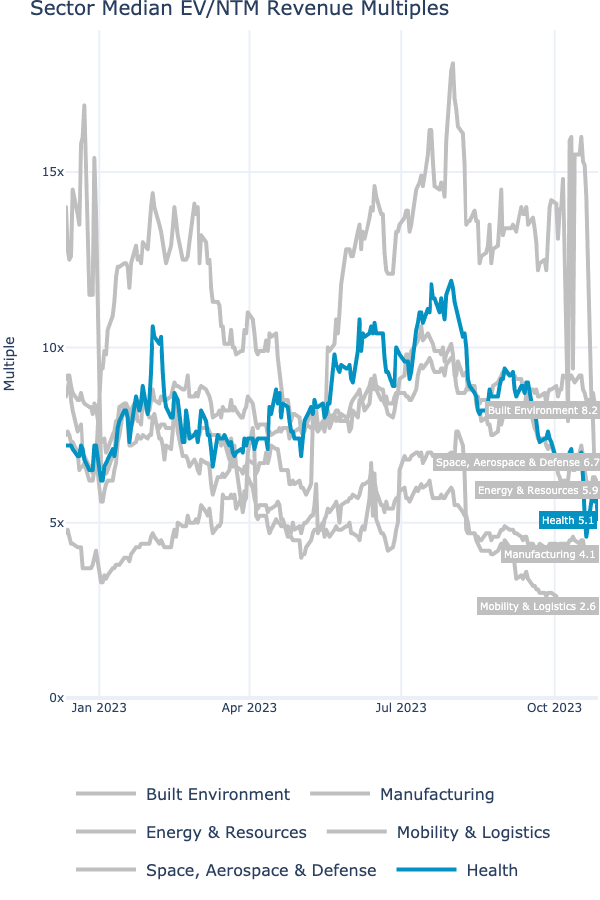 Sector Median EV/NTM Revenue Multiples
Multiple
15x
10x
5x
0x
Built Environment 8.2
Space, Aerospace & Defense 6.7
Energy & Resources 5.9
Health 5.1
Manufacturing 4.1
Mobility & Logistics 2.6
Jan 2023 Apr 2023 Jul 2023 Oct 2023
Built Environment Manufacturing
Energy & Resources Mobility & Logistics
Space, Aerospace & Defense Health